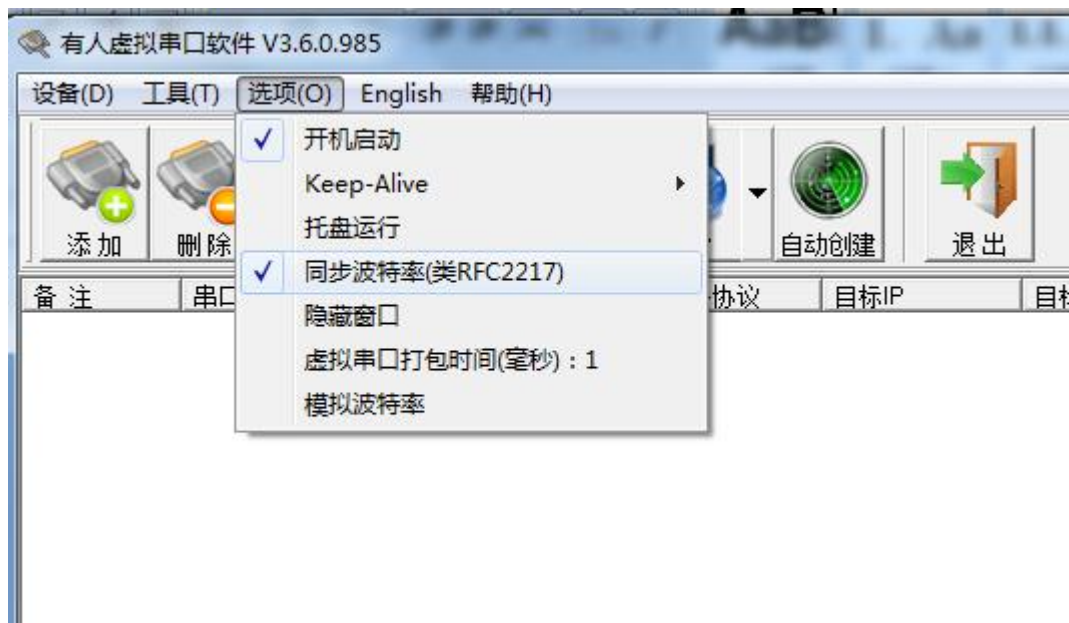 有人虚拟串口软件 V3.6.0.985
设备(D) 工具(T) 选项(O) English 帮助(H)
开机启动
Keep-Alive
托盘运行
同步波特率(类RFC2217)
隐藏窗口
虚拟串口打包时间(毫秒)：1
模拟波特率
添加 删除 自动创建 退出
备注 串口 协议 目标IP 目标